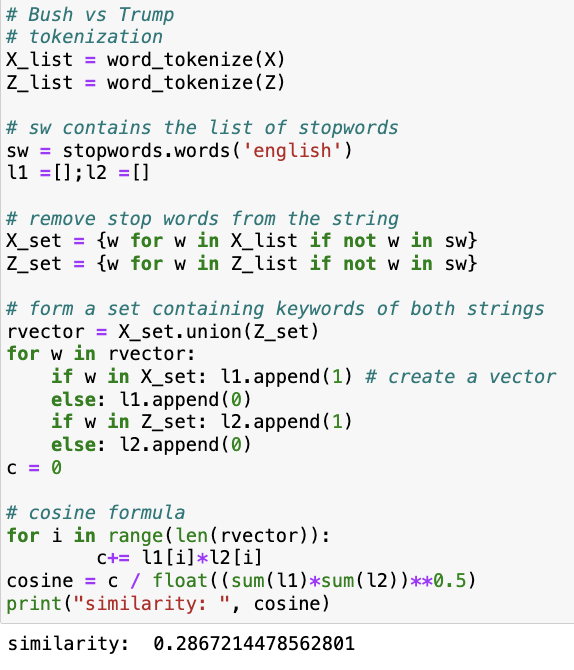 # Bush vs Trump
# tokenization
X_list = word_tokenize(X)
Z_list = word_tokenize(Z)

# sw contains the list of stopwords
sw = stopwords.words('english')
l1 =[];l2 =[]

# remove stop words from the string
X_set = {w for w in X_list if not w in sw}
Z_set = {w for w in Z_list if not w in sw}

# form a set containing keywords of both strings
rvector = X_set.union(Z_set)
for w in rvector:
    if w in X_set: l1.append(1) # create a vector
    else: l1.append(0)
    if w in Z_set: l2.append(1)
    else: l2.append(0)
c = 0

# cosine formula
for i in range(len(rvector)):
        c+= l1[i]*l2[i]
cosine = c / float((sum(l1)*sum(l2))**0.5)
print("similarity: ", cosine)
similarity:  0.2867214478562801